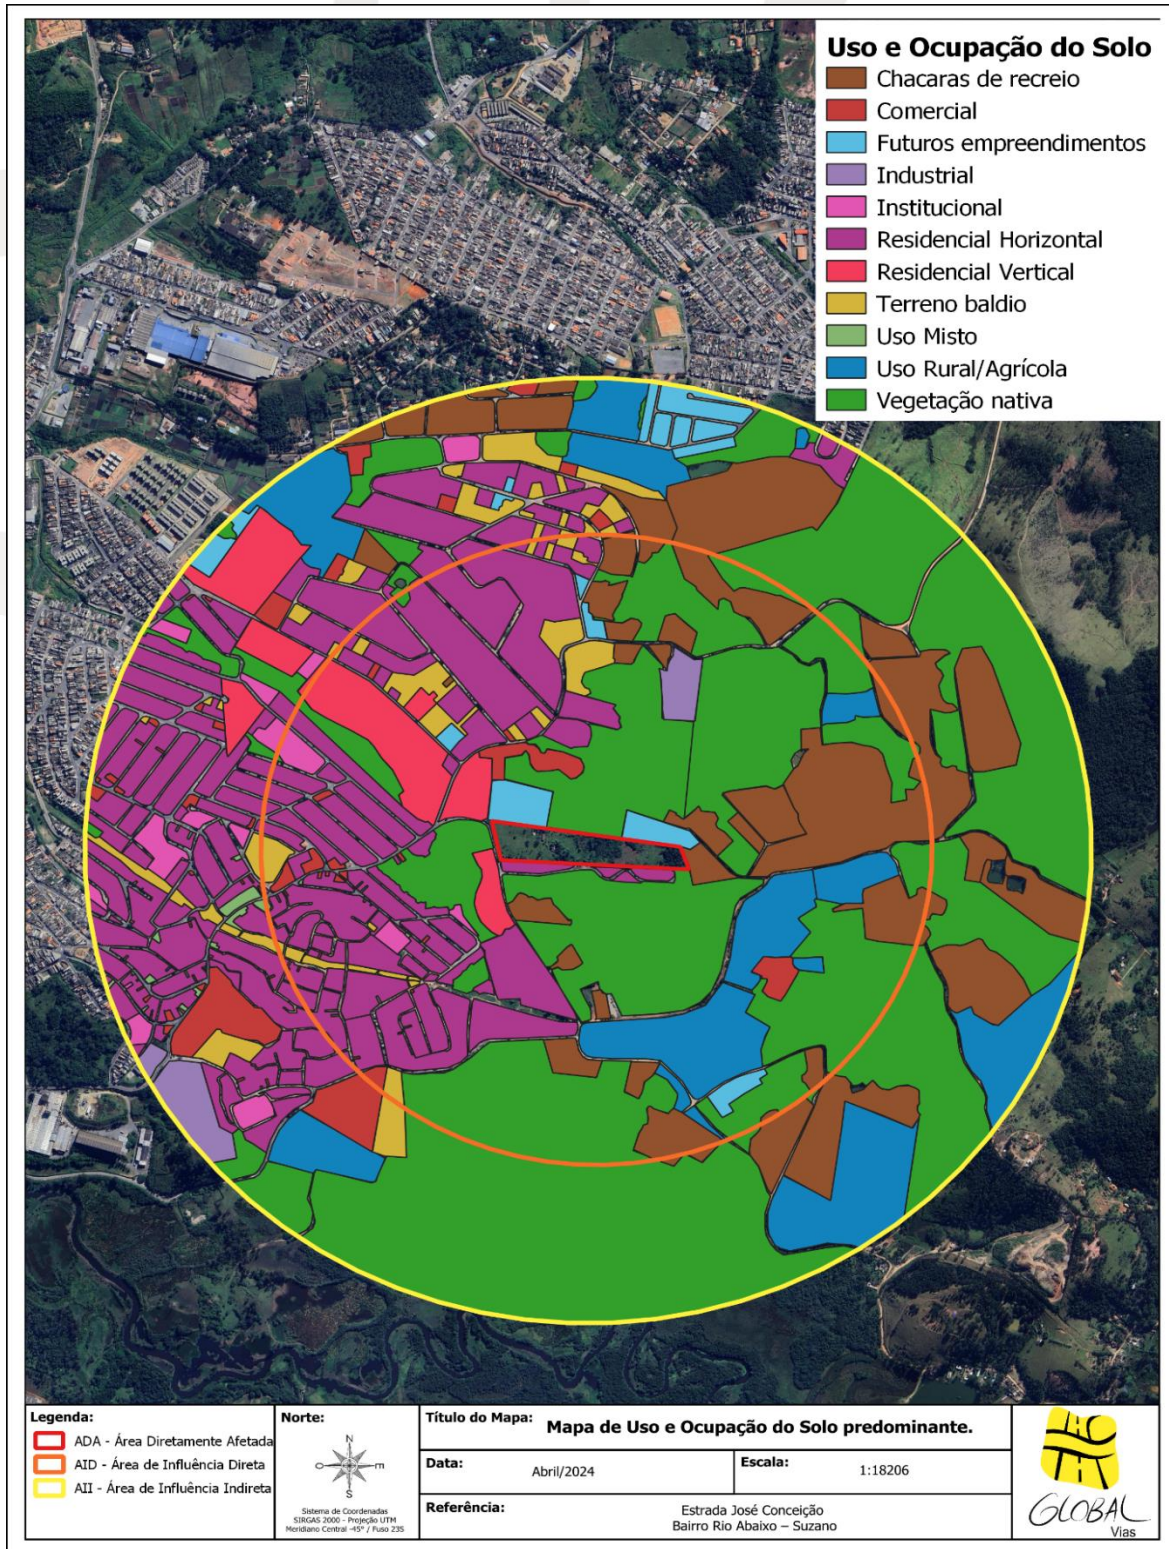 Uso e Ocupação do Solo
Chacaras de recreio
Comercial
Futuros empreendimentos
Industrial
Institucional
Residencial Horizontal
Residencial Vertical
Terreno baldio
Uso Misto
Uso Rural/Agrícola
Vegetação nativa
Legenda:
ADA - Área Diretamente Afetada
AID - Área de Influência Direta
AII - Área de Influência Indireta
Norte:
N
O
m
S
Sistema de Coordenadas
SIRGAS 2000 - Projeção UTM
Meridiano Central -45° / Fuso 23S
Título do Mapa: Mapa de Uso e Ocupação do Solo predominante.
Data: Abril/2024
Escala: 1:18206
Referência: Estrada José Conceição
Bairro Rio Abaixo – Suzano
GLOBAL
Vias